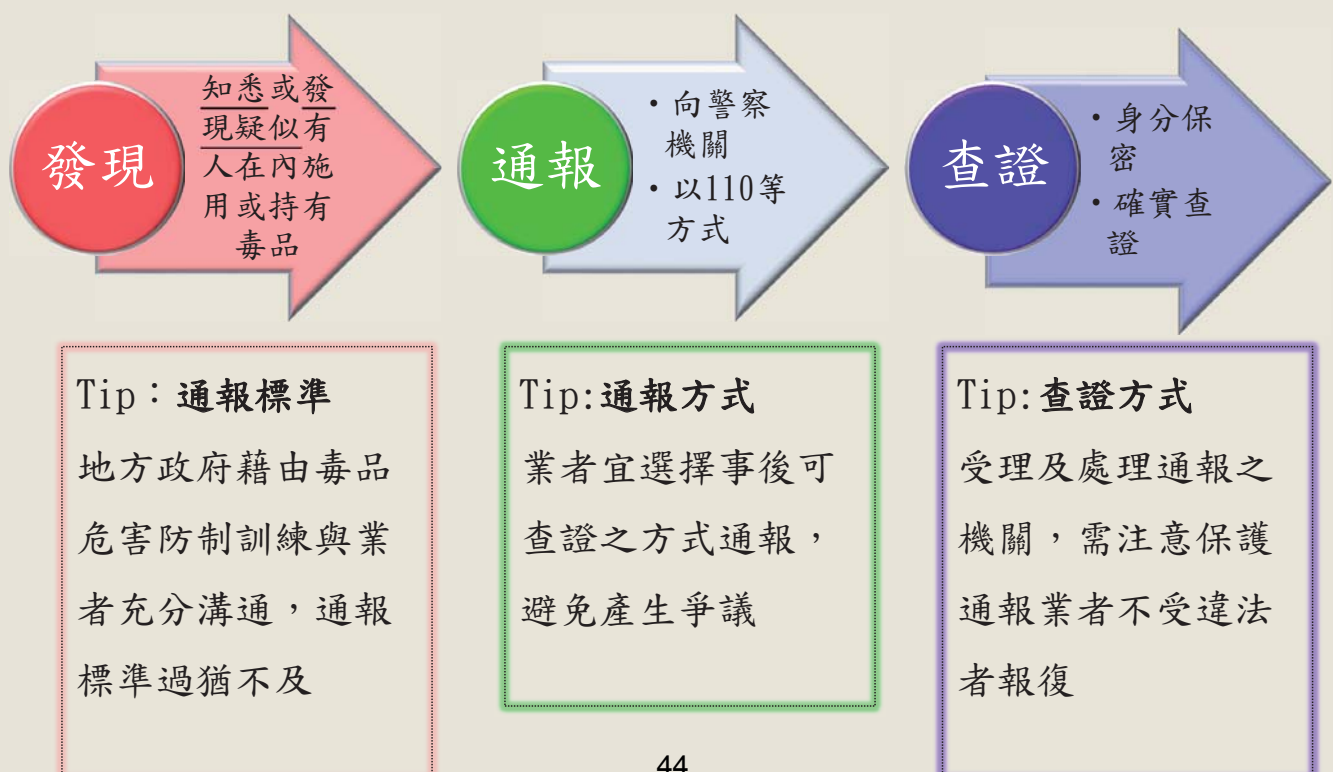 發現
知悉或發
現疑似有
人在內施
用或持有
毒品
通報
・向警察
機關
・以110等
方式
查證
・身分保
密
・確實查
證
Tip：通報標準
地方政府藉由毒品
危害防制訓練與業
者充分溝通，通報
標準過猶不及
Tip:通報方式
業者宜選擇事後可
查證之方式通報，
避免產生爭議
Tip:查證方式
受理及處理通報之
機關，需注意保護
通報業者不受違法
者報復
44